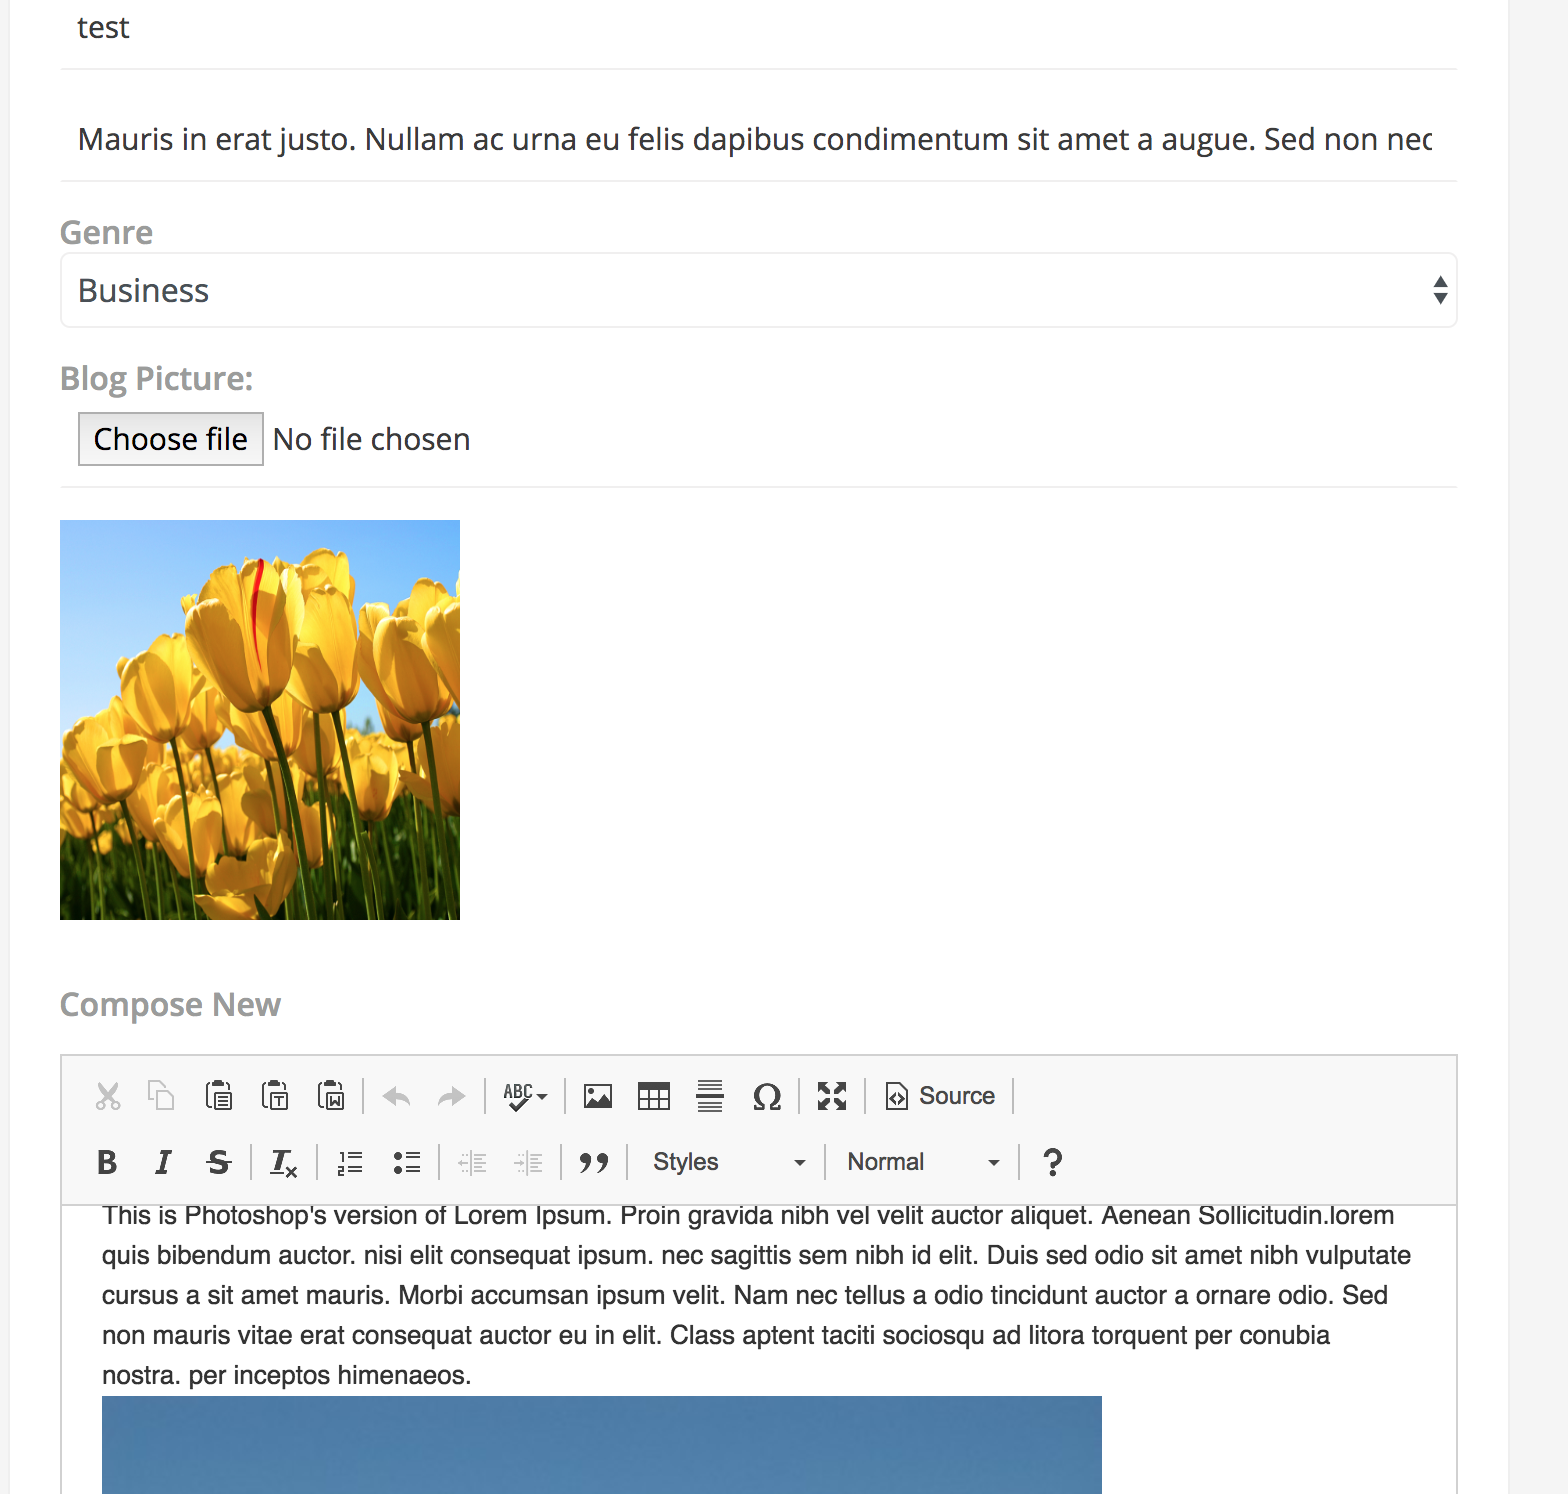 test
Mauris in erat justo. Nullam ac urna eu felis dapibus condimentum sit amet a augue. Sed non nec
Genre
Business
Blog Picture:
Choose file No file chosen
Compose New
ABC Ω Source
B I S Tx 1 2 ” Styles Normal ?
This is Photoshop's version of Lorem Ipsum. Proin gravida nibh vel velit auctor aliquet. Aenean Sollicitudin.lorem
quis bibendum auctor. nisi elit consequat ipsum. nec sagittis sem nibh id elit. Duis sed odio sit amet nibh vulputate
cursus a sit amet mauris. Morbi accumsan ipsum velit. Nam nec tellus a odio tincidunt auctor a ornare odio. Sed
non mauris vitae erat consequat auctor eu in elit. Class aptent taciti sociosqu ad litora torquent per conubia
nostra. per inceptos himenaeos.